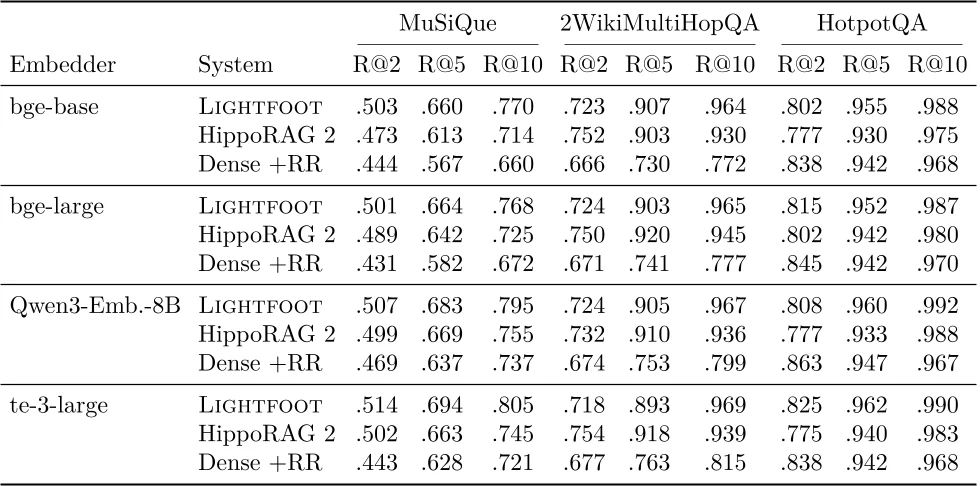 MuSiQue 2WikiMultiHopQA HotpotQA
Embedder System R@2 R@5 R@10 R@2 R@5 R@10 R@2 R@5 R@10
bge-base LIGHTFOOT .503 .660 .770 .723 .907 .964 .802 .955 .988
HippoRAG 2 .473 .613 .714 .752 .903 .930 .777 .930 .975
Dense +RR .444 .567 .660 .666 .730 .772 .838 .942 .968
bge-large LIGHTFOOT .501 .664 .768 .724 .903 .965 .815 .952 .987
HippoRAG 2 .489 .642 .725 .750 .920 .945 .802 .942 .980
Dense +RR .431 .582 .672 .671 .741 .777 .845 .942 .970
Qwen3-Emb.-8B LIGHTFOOT .507 .683 .795 .724 .905 .967 .808 .960 .992
HippoRAG 2 .499 .669 .755 .732 .910 .936 .777 .933 .988
Dense +RR .469 .637 .737 .674 .753 .799 .863 .947 .967
te-3-large LIGHTFOOT .514 .694 .805 .718 .893 .969 .825 .962 .990
HippoRAG 2 .502 .663 .745 .754 .918 .939 .775 .940 .983
Dense +RR .443 .628 .721 .677 .763 .815 .838 .942 .968